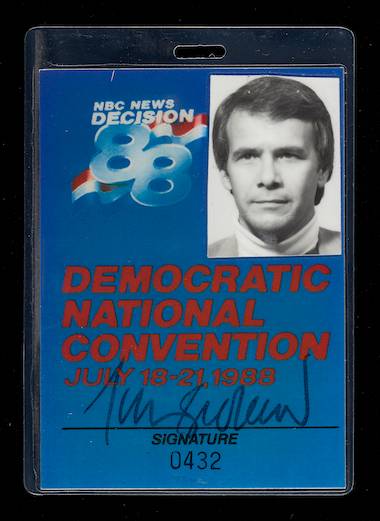 NBC NEWS
DECISION
88
DEMOCRATIC
NATIONAL
CONVENTION
JULY 18-21, 1988
SIGNATURE
0432